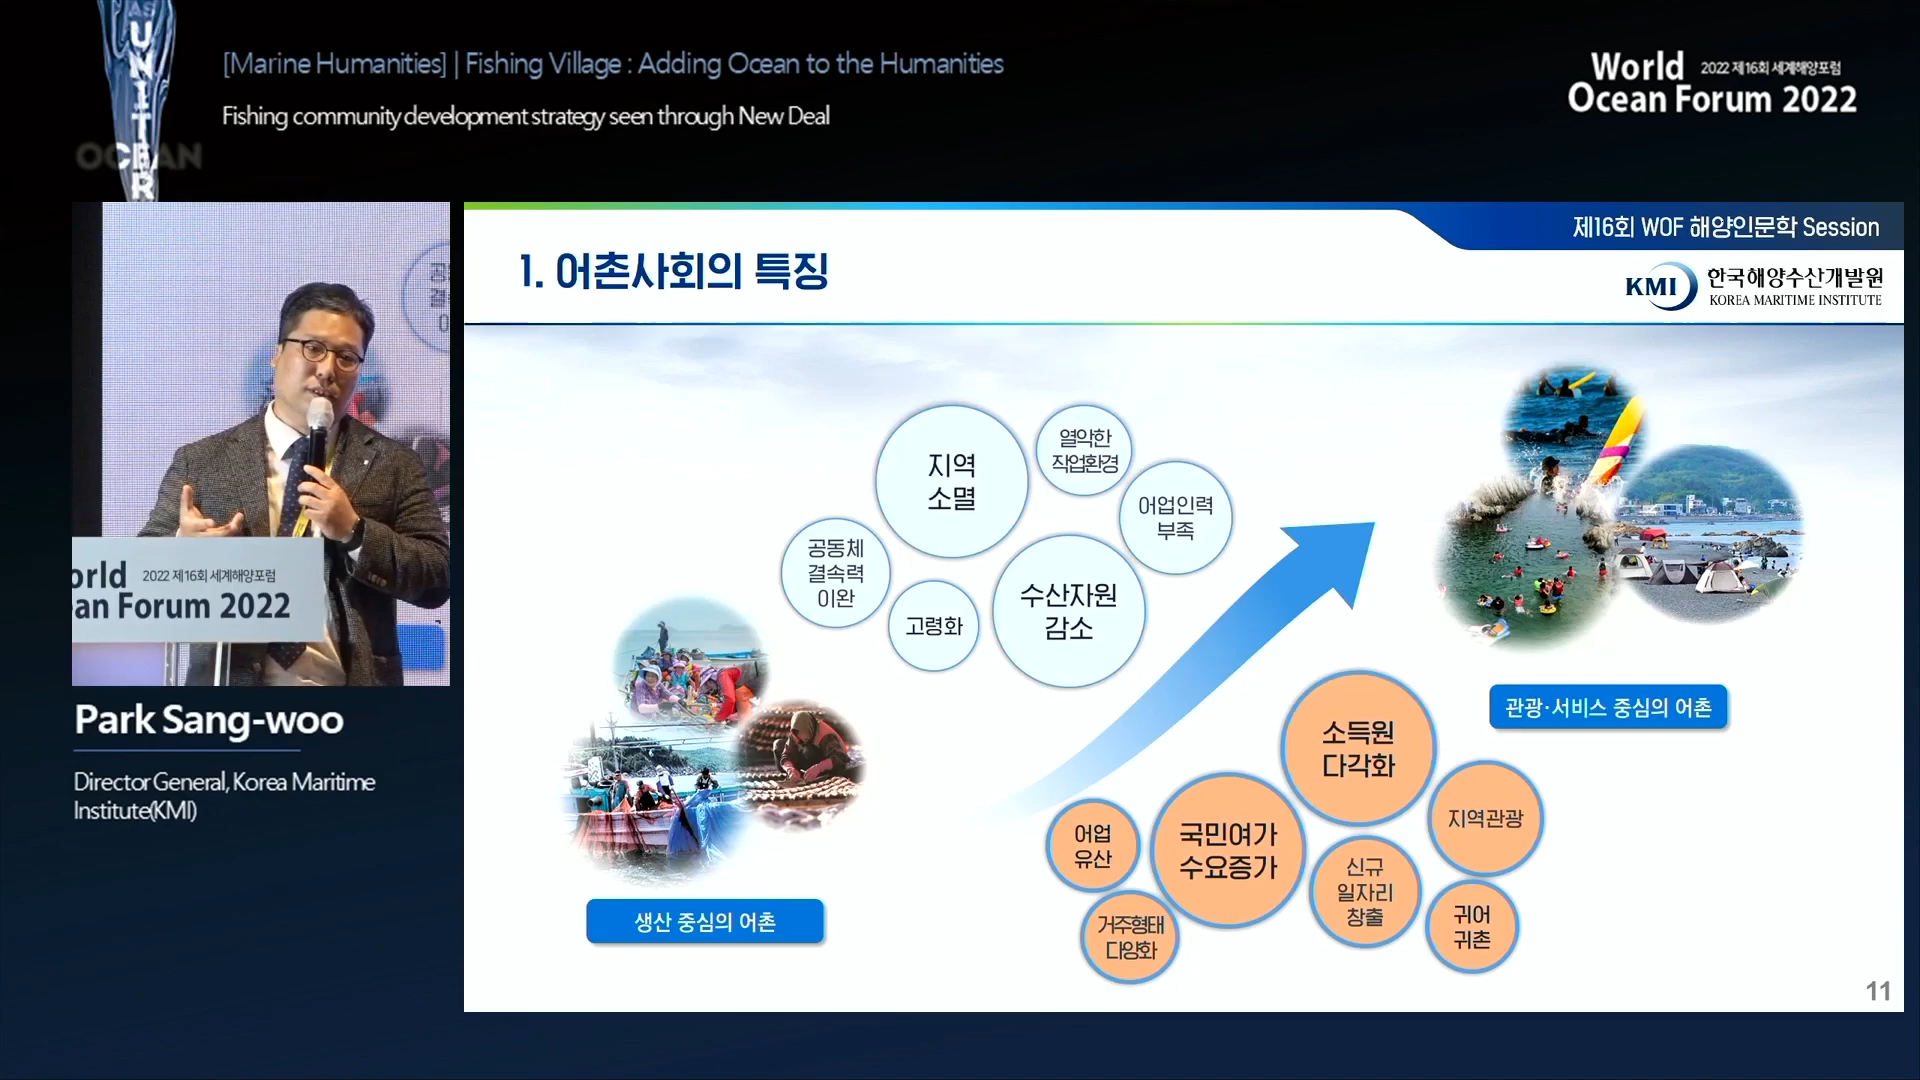 AS
UNITER
OCEAN
[Marine Humanities] | Fishing Village : Adding Ocean to the Humanities
Fishing community development strategy seen through New Deal
World 2022 제16회 세계해양포럼
Ocean Forum 2022
제16회 WOF 해양인문학 Session
1. 어촌사회의 특징
KMI 한국해양수산개발원
KOREA MARITIME INSTITUTE
지역
소멸
열악한
작업환경
어업인력
부족
공동체
결속력
이완
고령화
수산자원
감소
생산 중심의 어촌
관광·서비스 중심의 어촌
소득원
다각화
지역관광
어업
유산
국민여가
수요증가
신규
일자리
창출
귀어
귀촌
거주형태
다양화
11
orld 2022 제16회 세계해양포럼
an Forum 2022
Park Sang-woo
Director General, Korea Maritime
Institute(KMI)